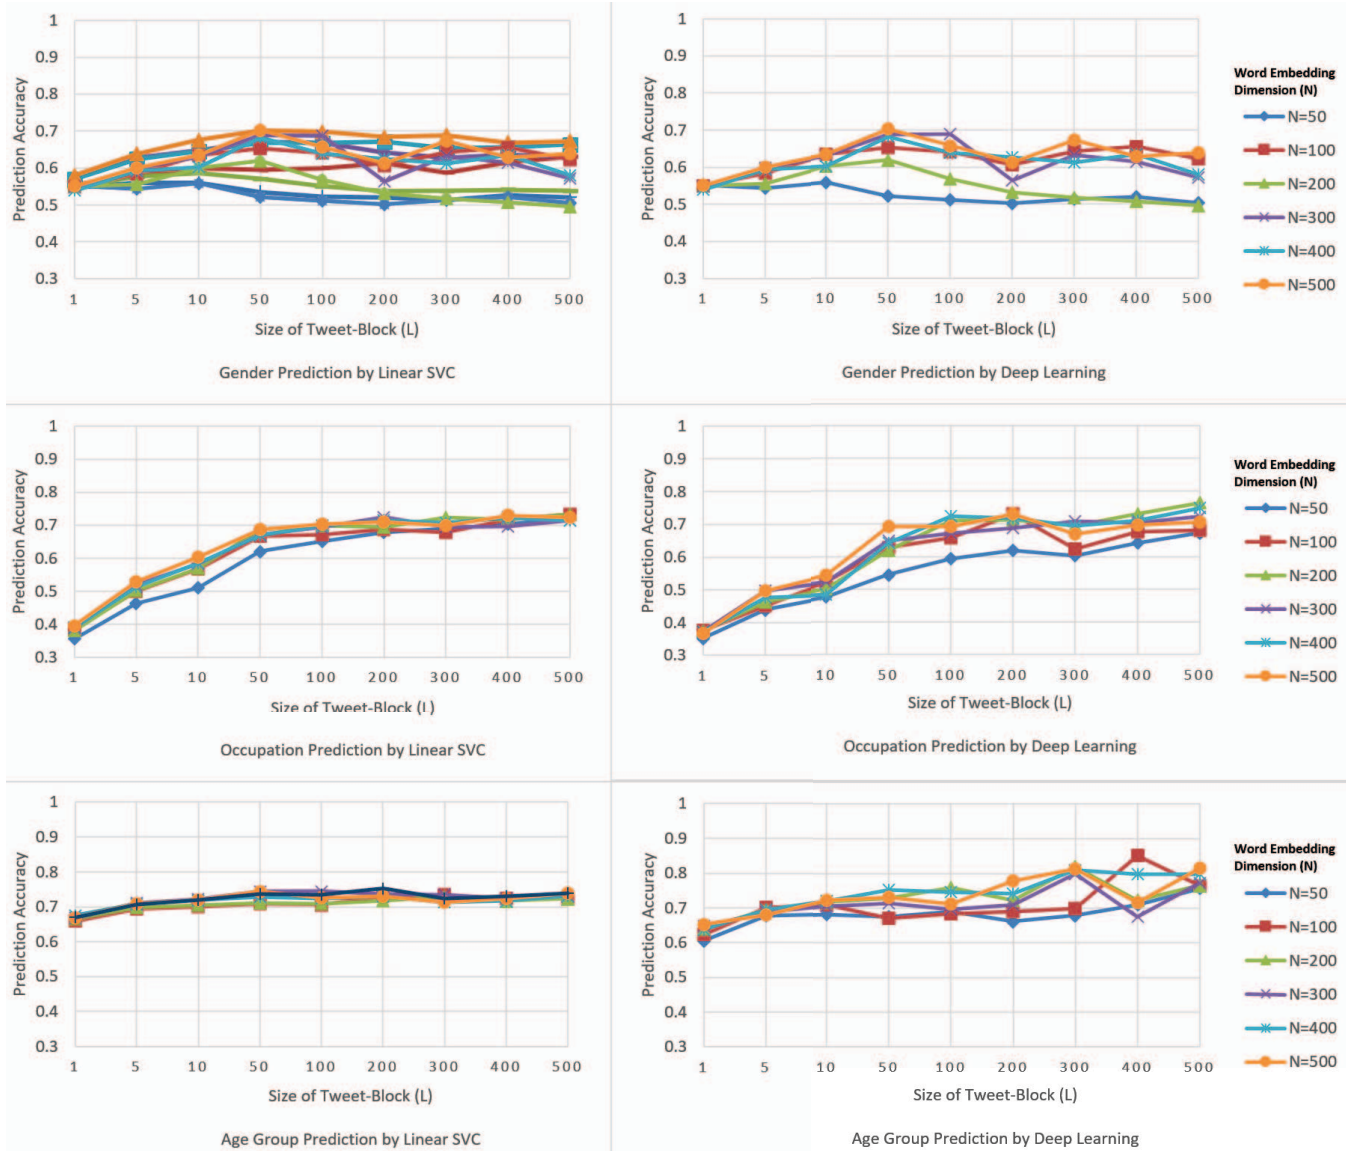 1
0.9
0.8
0.7
0.6
0.5
0.4
0.3
Prediction Accuracy
1 5 10 50 100 200 300 400 500
Size of Tweet-Block (L)
Gender Prediction by Linear SVC
1
0.9
0.8
0.7
0.6
0.5
0.4
0.3
Prediction Accuracy
1 5 10 50 100 200 300 400 500
Size of Tweet-Block (L)
Gender Prediction by Deep Learning
Word Embedding
Dimension (N)
N=50
N=100
N=200
N=300
N=400
N=500
1
0.9
0.8
0.7
0.6
0.5
0.4
0.3
Prediction Accuracy
1 5 10 50 100 200 300 400 500
Size of Tweet-Block (L)
Occupation Prediction by Linear SVC
1
0.9
0.8
0.7
0.6
0.5
0.4
0.3
Prediction Accuracy
1 5 10 50 100 200 300 400 500
Size of Tweet-Block (L)
Occupation Prediction by Deep Learning
Word Embedding
Dimension (N)
N=50
N=100
N=200
N=300
N=400
N=500
1
0.9
0.8
0.7
0.6
0.5
0.4
0.3
Prediction Accuracy
1 5 10 50 100 200 300 400 500
Size of Tweet-Block (L)
Age Group Prediction by Linear SVC
1
0.9
0.8
0.7
0.6
0.5
0.4
0.3
Prediction Accuracy
1 5 10 50 100 200 300 400 500
Size of Tweet-Block (L)
Age Group Prediction by Deep Learning
Word Embedding
Dimension (N)
N=50
N=100
N=200
N=300
N=400
N=500